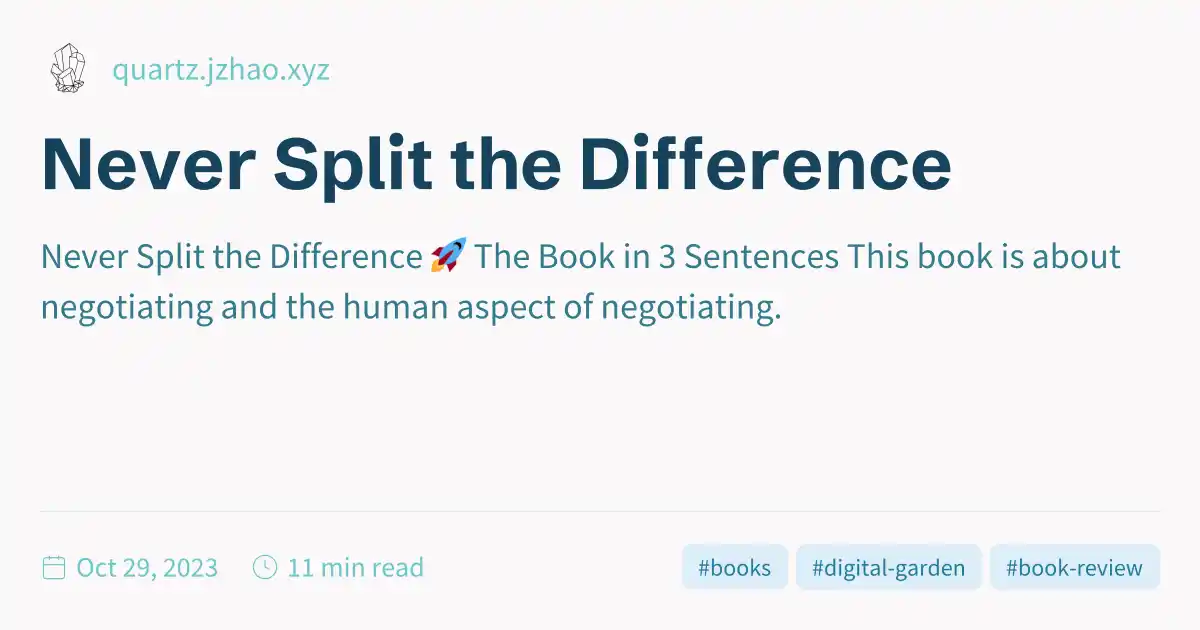 quartz.jzhao.xyz
Never Split the Difference
Never Split the Difference 🚀 The Book in 3 Sentences This book is about
negotiating and the human aspect of negotiating.
Oct 29, 2023 11 min read #books #digital-garden #book-review